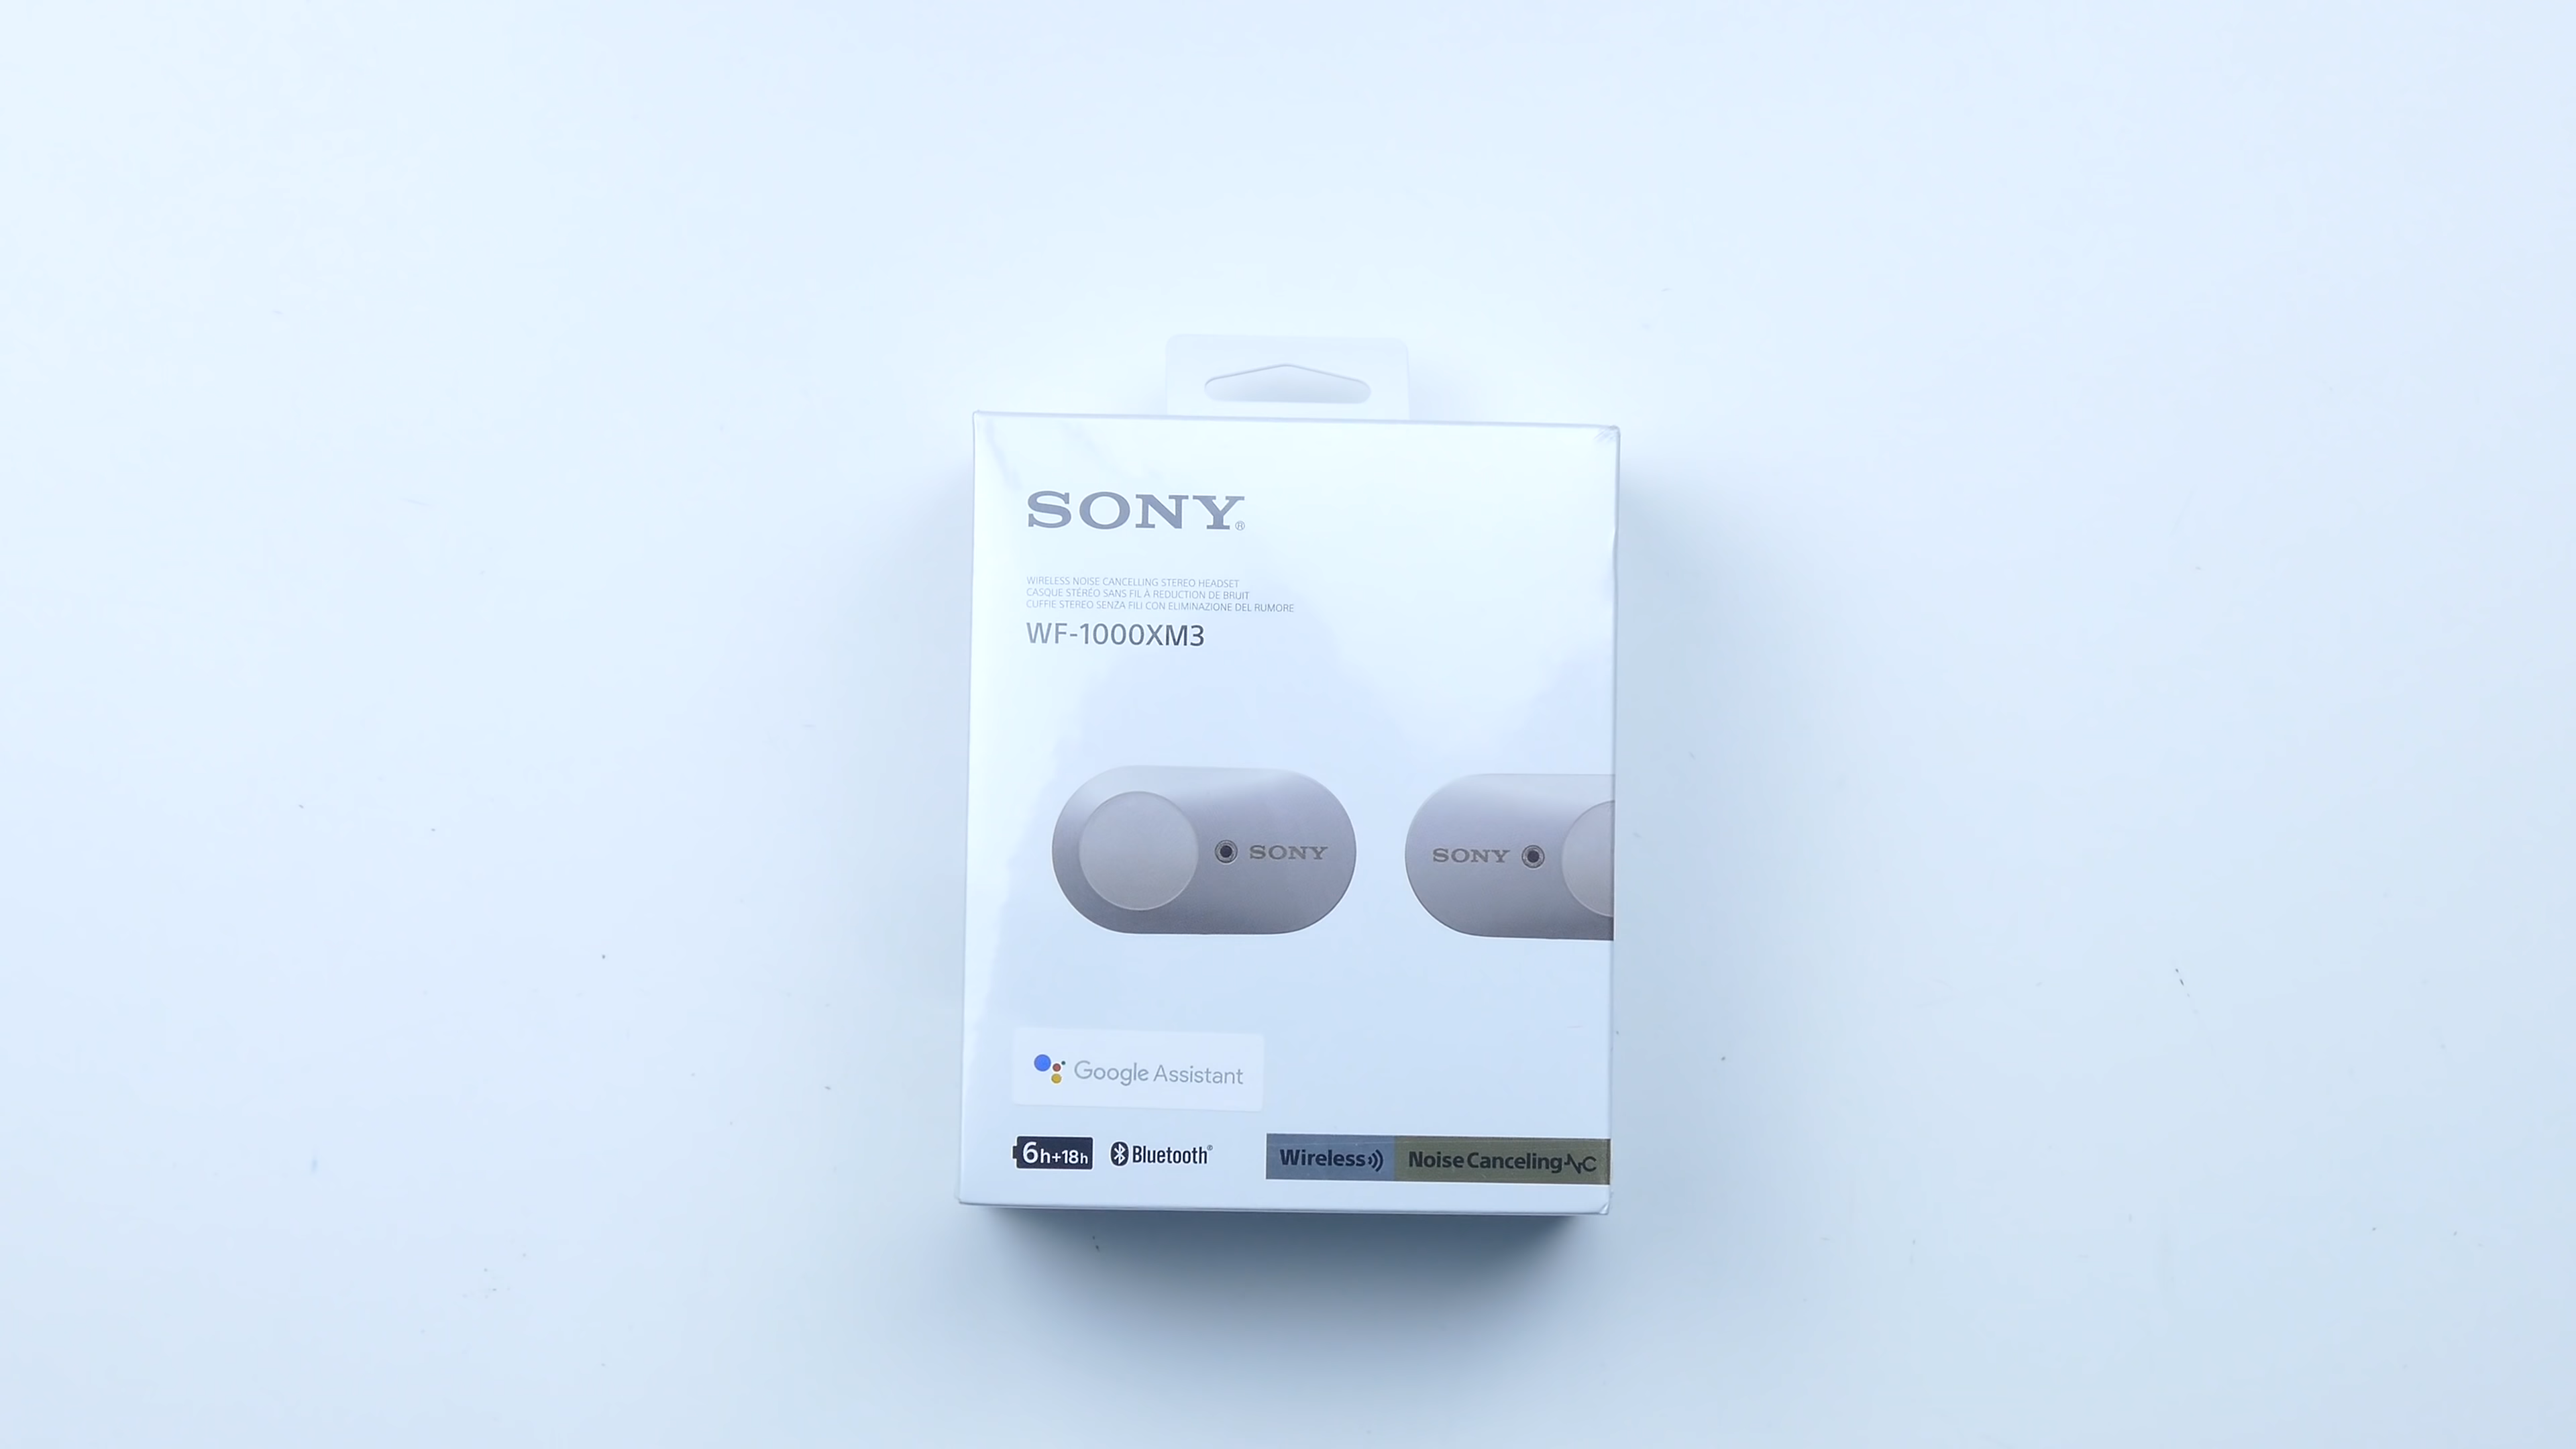 SONY®
WIRELESS NOISE CANCELLING STEREO HEADSET
CASQUE STÉRÉO SANS FIL À RÉDUCTION DE BRUIT
CUFFIE STEREO SENZA FILI CON ELIMINAZIONE DEL RUMORE
WF-1000XM3
SONY
SONY
Google Assistant
6h+18h
Bluetooth®
Wireless
Noise Canceling